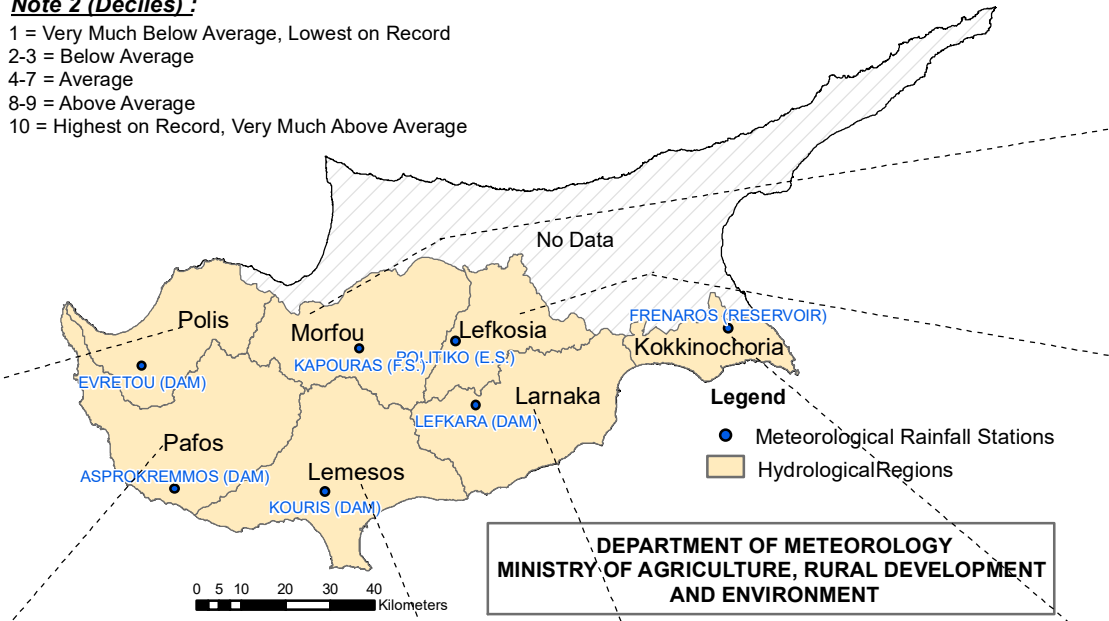 Note 2 (Deciles) :
1 = Very Much Below Average, Lowest on Record
2-3 = Below Average
4-7 = Average
8-9 = Above Average
10 = Highest on Record, Very Much Above Average
No Data
Polis
Morfou
Lefkosia
FRENAROS (RESERVOIR)
Kokkinochoria
KAPOURAS (F.S.)
POLITIKO (E.S.)
EVRETOU (DAM)
Larnaka
LEFKARA (DAM)
Pafos
ASPROKREMMOS (DAM)
Lemesos
KOURIS (DAM)
Legend
Meteorological Rainfall Stations
HydrologicalRegions
0 5 10 20 30 40
Kilometers
DEPARTMENT OF METEOROLOGY
MINISTRY OF AGRICULTURE, RURAL DEVELOPMENT
AND ENVIRONMENT